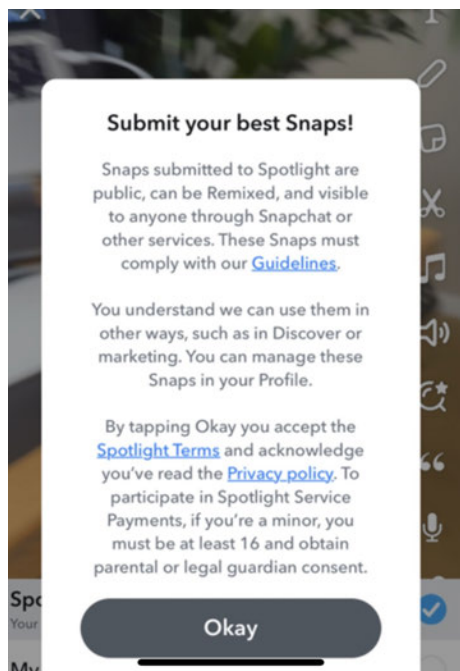 T
Submit your best Snaps!
Snaps submitted to Spotlight are
public, can be Remixed, and visible
to anyone through Snapchat or
other services. These Snaps must
comply with our Guidelines.
You understand we can use them in
other ways, such as in Discover or
marketing. You can manage these
Snaps in your Profile.
By tapping Okay you accept the
Spotlight Terms and acknowledge
you've read the Privacy policy. To
participate in Spotlight Service
Payments, if you're a minor, you
must be at least 16 and obtain
parental or legal guardian consent.
Spo
Your
Okay
My